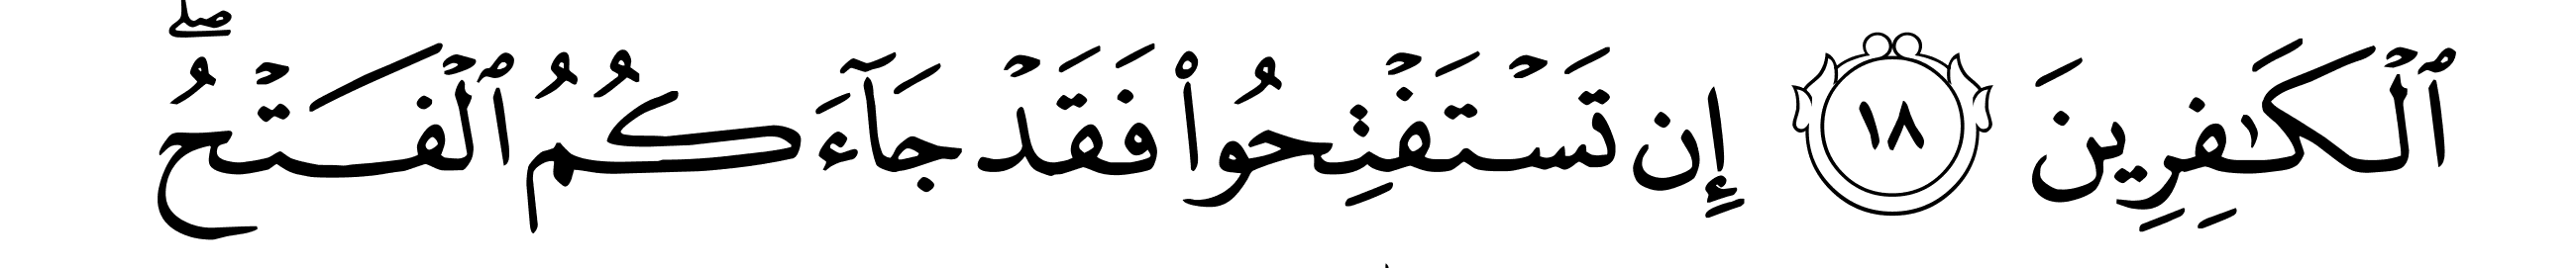 ٱلْكَٰفِرِينَ ١٨ إِن تَسْتَفْتِحُوا۟ فَقَدْ جَآءَكُمُ ٱلْفَتْحُ ۖ